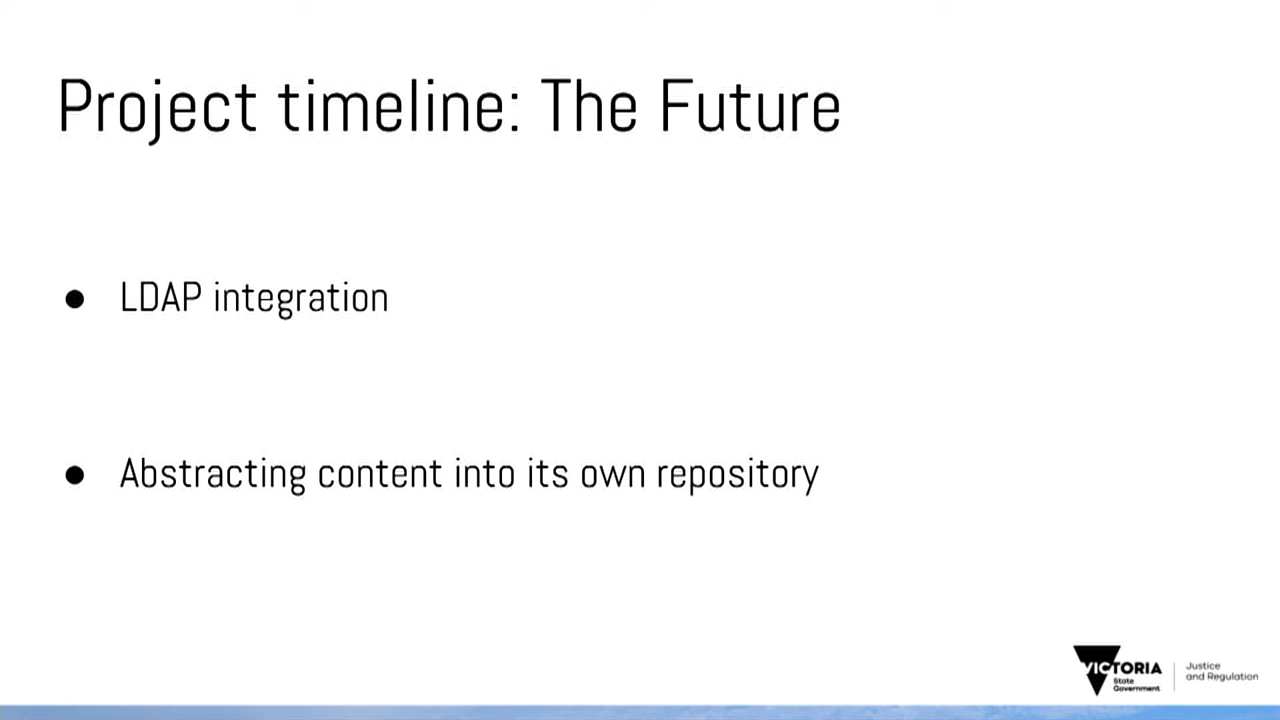 Project timeline: The Future
● LDAP integration
● Abstracting content into its own repository
VICTORIA
State
Government
Justice
and Regulation